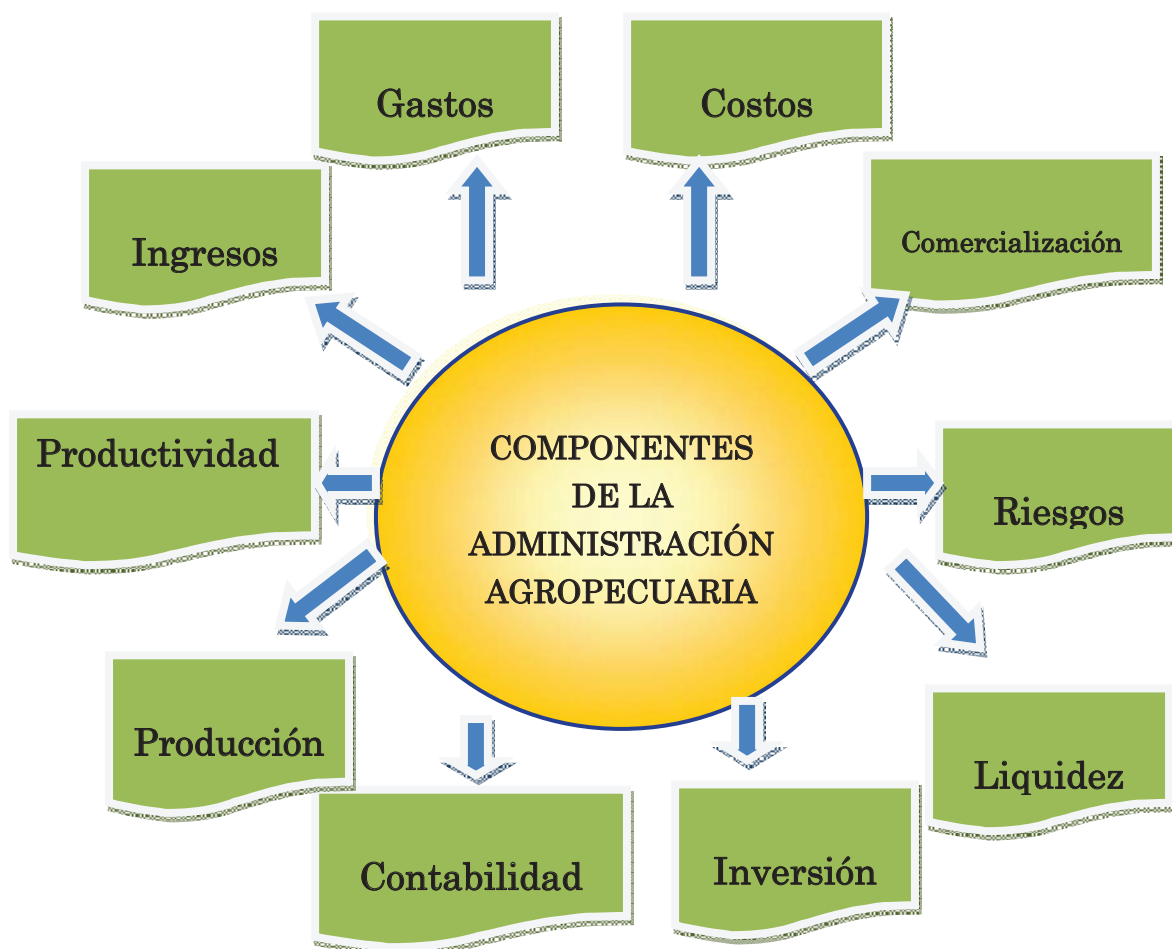 Gastos
Costos
Ingresos
Comercialización
Productividad
COMPONENTES
DE LA
ADMINISTRACIÓN
AGROPECUARIA
Riesgos
Producción
Liquidez
Contabilidad
Inversión